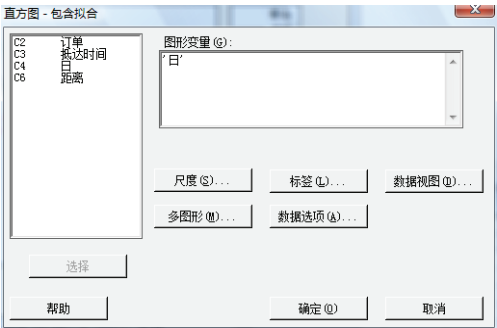 直方图 - 包含拟合
C2 订单
C3 抵达时间
C4 日
C6 距离
图形变量(G):
'日'
尺度(S)...
标签(L)...
数据视图(D)...
多图形(M)...
数据选项(A)...
选择
帮助
确定(O)
取消